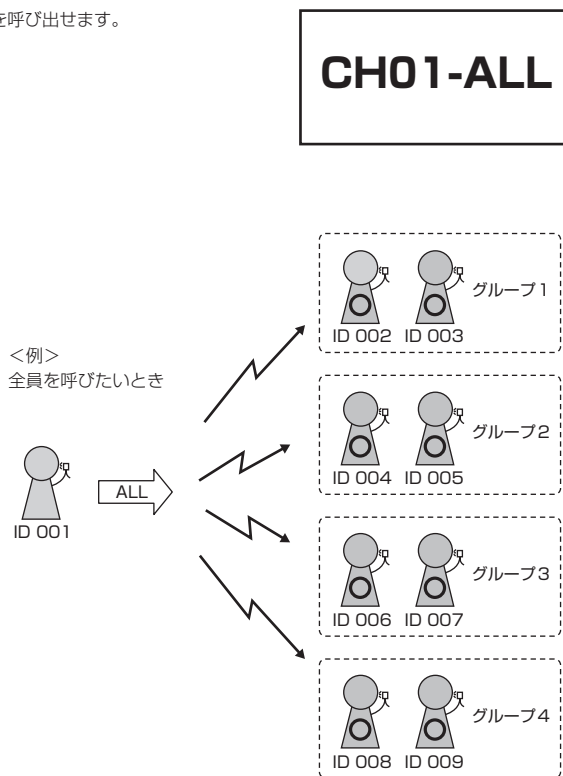 を呼び出せます。
CH01-ALL
<例>
全員を呼びたいとき
ID 001
ALL
ID 002 ID 003
グループ1
ID 004 ID 005
グループ2
ID 006 ID 007
グループ3
ID 008 ID 009
グループ4